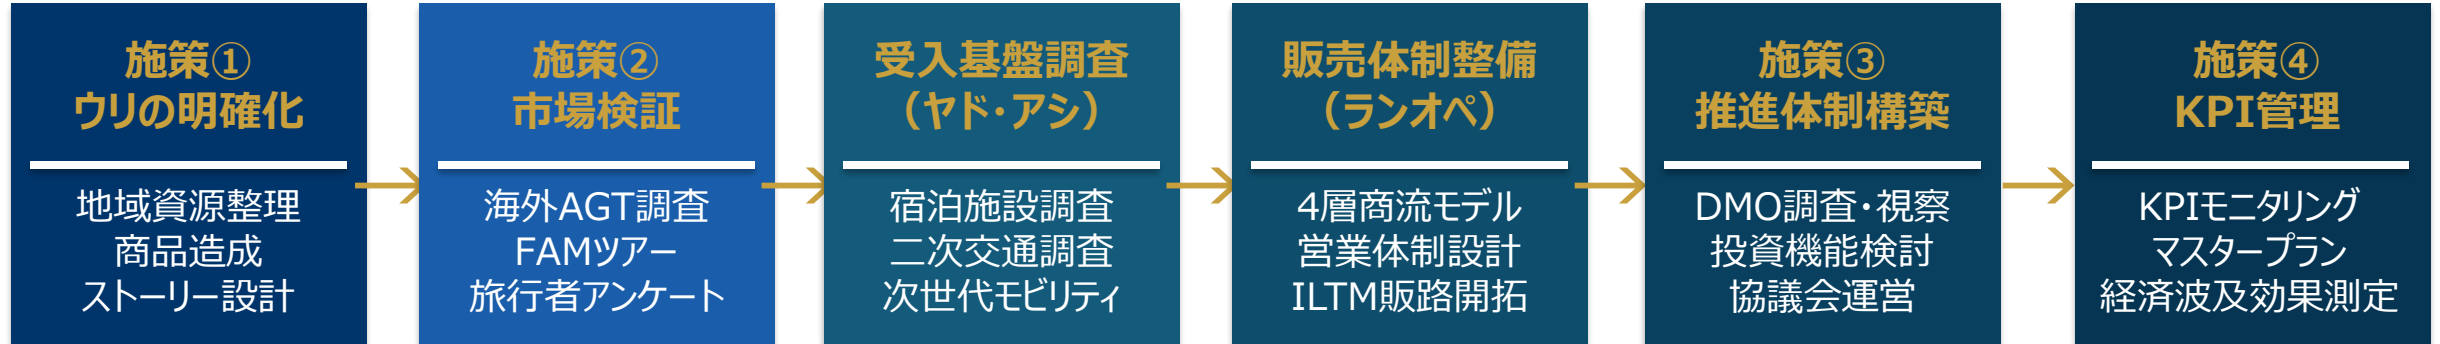 施策①
ウリの明確化
地域資源整理
商品造成
ストーリー設計
施策②
市場検証
海外AGT調査
FAMツアー
旅行者アンケート
受入基盤調査
（ヤド・アシ）
宿泊施設調査
二次交通調査
次世代モビリティ
販売体制整備
（ランオペ）
4層商流モデル
営業体制設計
ILTM販路開拓
施策③
推進体制構築
DMO調査・視察
投資機能検討
協議会運営
施策④
KPI管理
KPIモニタリング
マスタープラン
経済波及効果測定